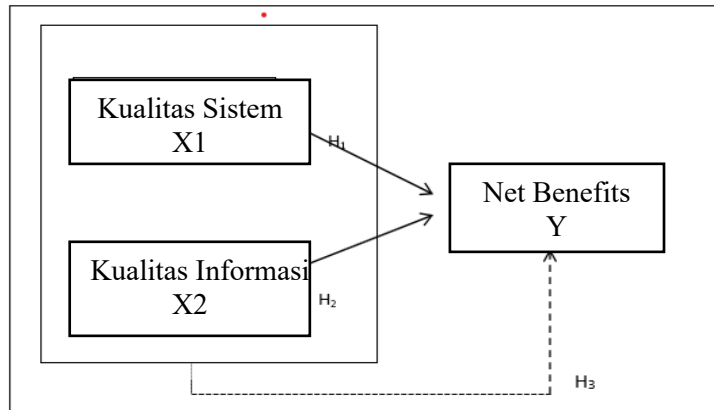 Kualitas Sistem
X1
H₁
Net Benefits
Y
Kualitas Informasi
X2
H₂
H₃